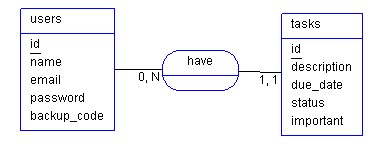 users
id
name
email
password
backup_code
0, N
have
1, 1
tasks
id
description
due_date
status
important